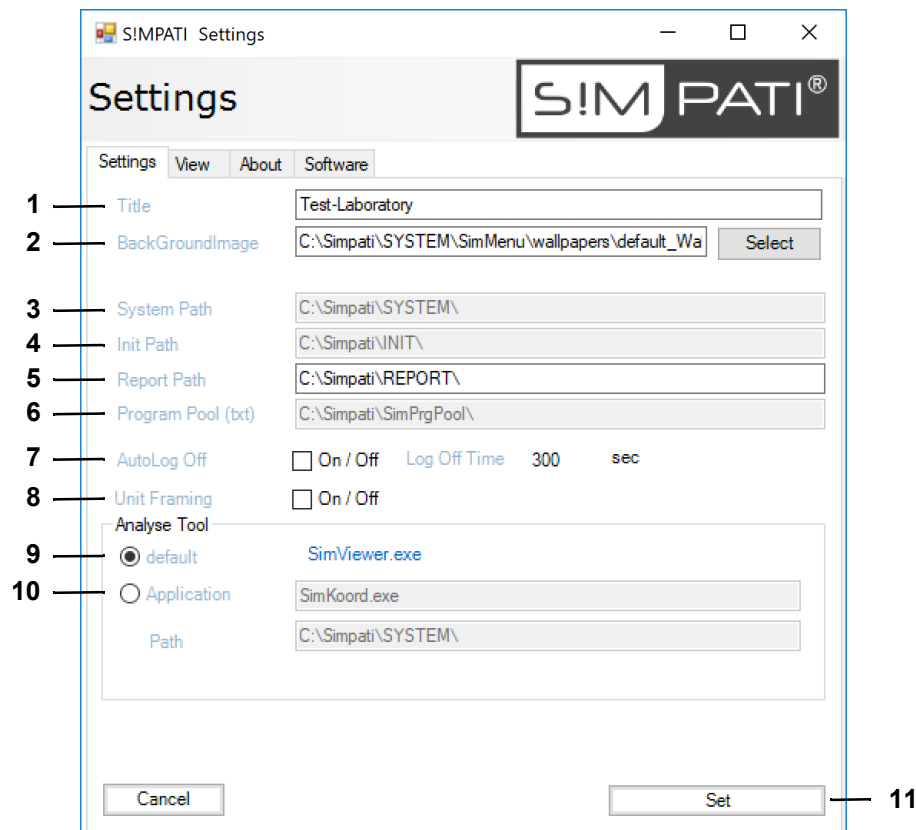 S!MPATI Settings
Settings
S!MPATI®
Settings View About Software
1 Title Test-Laboratory
2 BackGroundImage C:\Simpati\SYSTEM\SimMenu\wallpapers\default_Wa Select
3 System Path C:\Simpati\SYSTEM\
4 Init Path C:\Simpati\INIT\
5 Report Path C:\Simpati\REPORT\
6 Program Pool (txt) C:\Simpati\SimPrgPool\
7 AutoLog Off On / Off Log Off Time 300 sec
8 Unit Framing On / Off
Analyse Tool
9 default SimViewer.exe
10 Application SimKoord.exe
Path C:\Simpati\SYSTEM\
Cancel Set 11